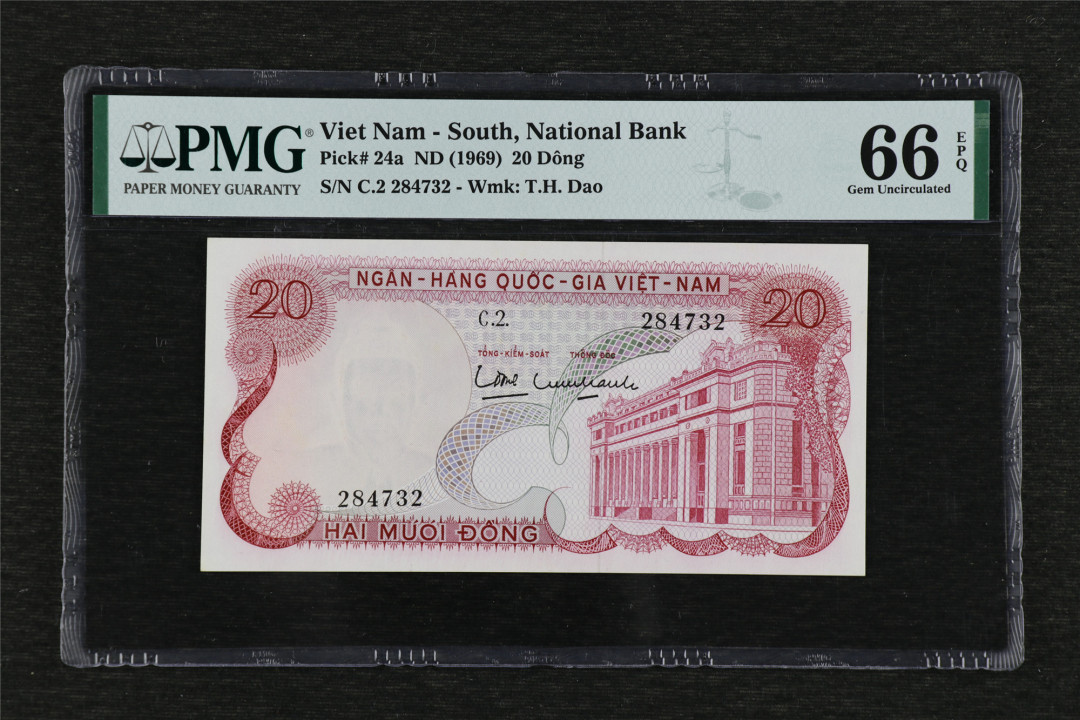 PMG®
PAPER MONEY GUARANTY
Viet Nam - South, National Bank
Pick# 24a ND (1969) 20 Dông
S/N C.2 284732 - Wmk: T.H. Dao
66
EPQ
Gem Uncirculated
20
NGÂN - HÀNG QUỐC - GIA VIỆT - NAM
20
C.2.
284732
TỔNG - KIỂM - SOÁT THỐNG ĐỐC
284732
HAI MƯƠI ĐỒNG